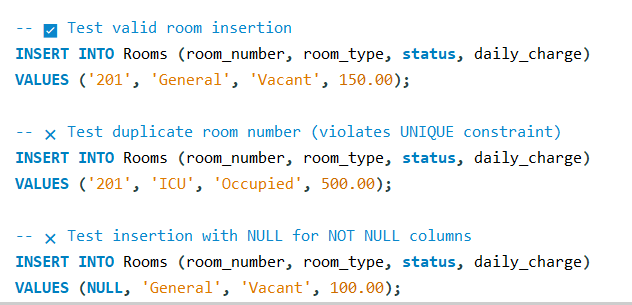 -- ✅ Test valid room insertion
INSERT INTO Rooms (room_number, room_type, status, daily_charge)
VALUES ('201', 'General', 'Vacant', 150.00);
-- ❌ Test duplicate room number (violates UNIQUE constraint)
INSERT INTO Rooms (room_number, room_type, status, daily_charge)
VALUES ('201', 'ICU', 'Occupied', 500.00);
-- ❌ Test insertion with NULL for NOT NULL columns
INSERT INTO Rooms (room_number, room_type, status, daily_charge)
VALUES (NULL, 'General', 'Vacant', 100.00);